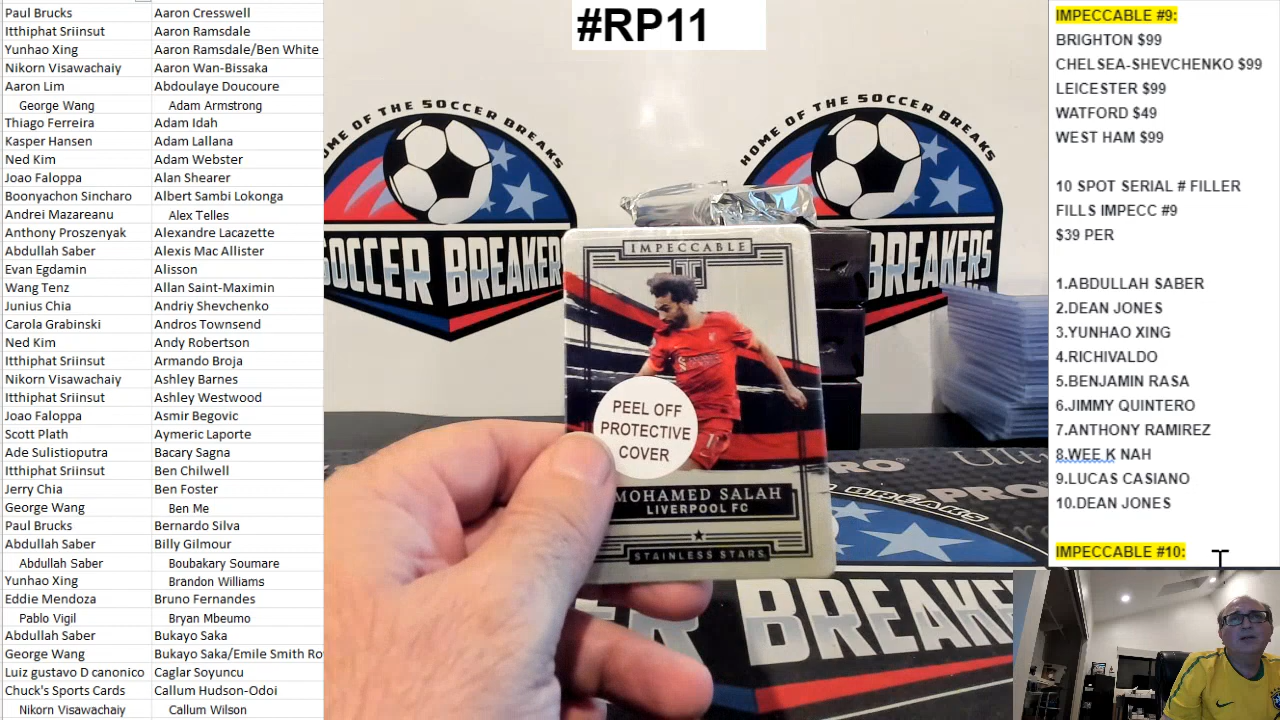 Paul Brucks Aaron Cresswell
Itthiphat Sriinsut Aaron Ramsdale
Yunhao Xing Aaron Ramsdale/Ben White
Nikorn Visawachaiy Aaron Wan-Bissaka
Aaron Lim Abdoulaye Doucoure
George Wang Adam Armstrong
Thiago Ferreira Adam Idah
Kasper Hansen Adam Lallana
Ned Kim Adam Webster
Joao Faloppa Alan Shearer
Boonyachon Sincharo Albert Sambi Lokonga
Andrei Mazareanu Alex Telles
Anthony Proszenyak Alexandre Lacazette
Abdullah Saber Alexis Mac Allister
Evan Egdamin Alisson
Wang Tenz Allan Saint-Maximin
Junius Chia Andriy Shevchenko
Carola Grabinski Andros Townsend
Ned Kim Andy Robertson
Itthiphat Sriinsut Armando Broja
Nikorn Visawachaiy Ashley Barnes
Itthiphat Sriinsut Ashley Westwood
Joao Faloppa Asmir Begovic
Scott Plath Aymeric Laporte
Ade Sulistioputra Bacary Sagna
Itthiphat Sriinsut Ben Chilwell
Jerry Chia Ben Foster
George Wang Ben Me
Paul Brucks Bernardo Silva
Abdullah Saber Billy Gilmour
Abdullah Saber Boubakary Soumare
Yunhao Xing Brandon Williams
Eddie Mendoza Bruno Fernandes
Pablo Vigil Bryan Mbeumo
Abdullah Saber Bukayo Saka
George Wang Bukayo Saka/Emile Smith Ro
Luiz gustavo D canonico Caglar Soyuncu
Chuck's Sports Cards Callum Hudson-Odoi
Nikorn Visawachaiy Callum Wilson
#RP11
HOME OF THE SOCCER BREAKS
SOCCER BREAKERS
HOME OF THE SOCCER BREAKS
BREAKERS
IMPECCABLE
PEEL OFF
PROTECTIVE
COVER
MOHAMED SALAH
LIVERPOOL FC
STAINLESS STARS
PRO
PRO
BREAKERS
BREAKE
IMPECCABLE #9:
BRIGHTON $99
CHELSEA-SHEVCHENKO $99
LEICESTER $99
WATFORD $49
WEST HAM $99
10 SPOT SERIAL # FILLER
FILLS IMPECC #9
$39 PER
1.ABDULLAH SABER
2.DEAN JONES
3.YUNHAO XING
4.RICHIVALDO
5.BENJAMIN RASA
6.JIMMY QUINTERO
7.ANTHONY RAMIREZ
8.WEE K NAH
9.LUCAS CASIANO
10.DEAN JONES
IMPECCABLE #10: